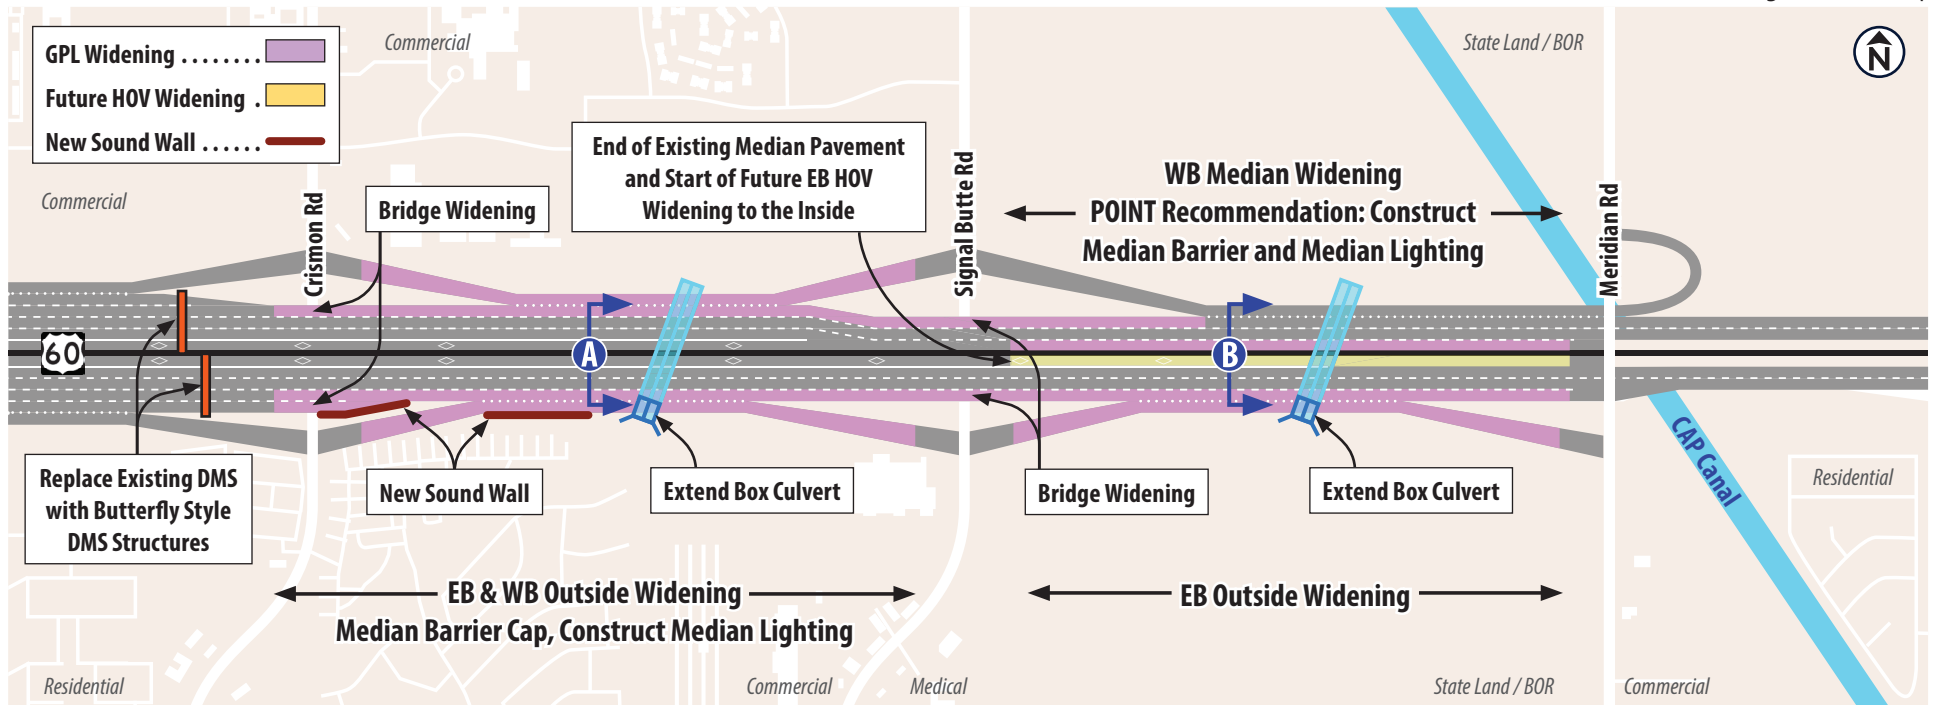 GPL Widening ........
Future HOV Widening .
New Sound Wall ......
Commercial
State Land / BOR
N
Commercial
Crismon Rd
Bridge Widening
End of Existing Median Pavement
and Start of Future EB HOV
Widening to the Inside
Signal Butte Rd
WB Median Widening
POINT Recommendation: Construct
Median Barrier and Median Lighting
Meridian Rd
60
A
B
Replace Existing DMS
with Butterfly Style
DMS Structures
New Sound Wall
Extend Box Culvert
Bridge Widening
Extend Box Culvert
CAP Canal
Residential
EB & WB Outside Widening
Median Barrier Cap, Construct Median Lighting
EB Outside Widening
Residential
Commercial
Medical
State Land / BOR
Commercial